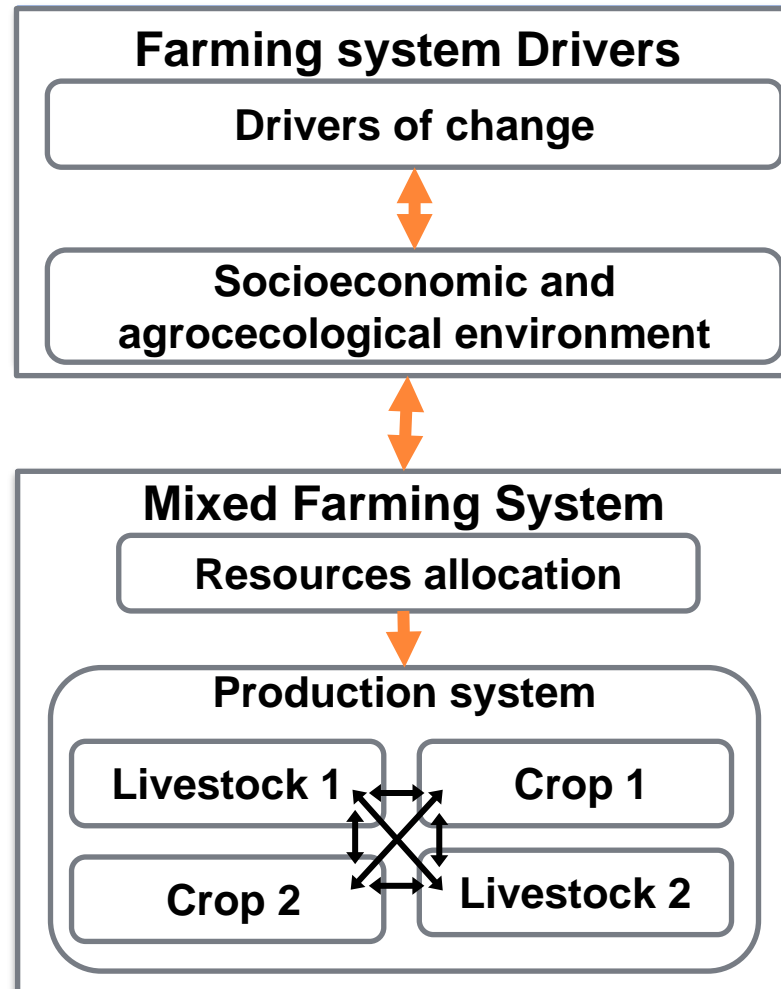 Farming system Drivers
Drivers of change
Socioeconomic and
agrocecological environment
Mixed Farming System
Resources allocation
Production system
Livestock 1
Crop 1
Crop 2
Livestock 2